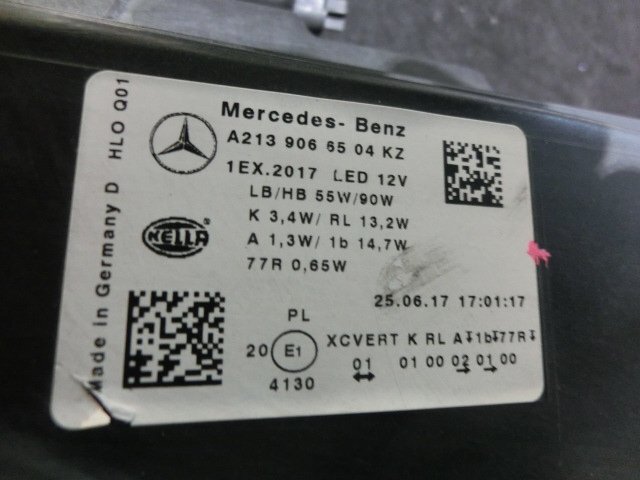 Mercedes- Benz
A213 906 65 04 KZ
1EX.2017 LED 12V
LB/HB 55W/90W
K 3,4W/ RL 13,2W
A 1,3W/ 1b 14,7W
77R 0,65W
HELLA
25.06.17 17:01:17
PL
20 E1
4130
XCVERT K RL A 1b 77R
01 01 00 02 01 00
Made in Germany D HLO Q01